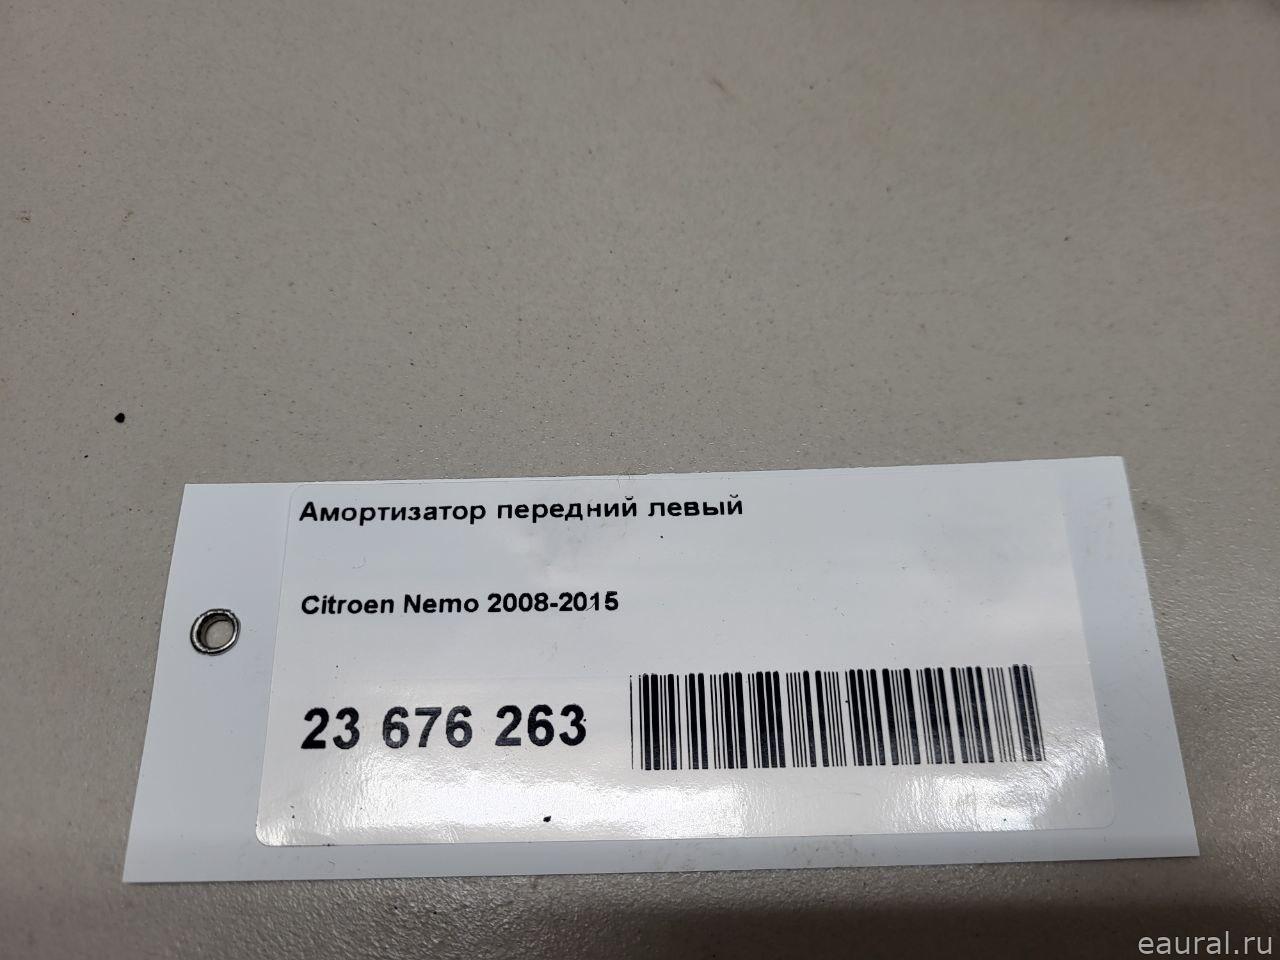 Амортизатор передний левый
Citroen Nemo 2008-2015
23 676 263
eaural.ru